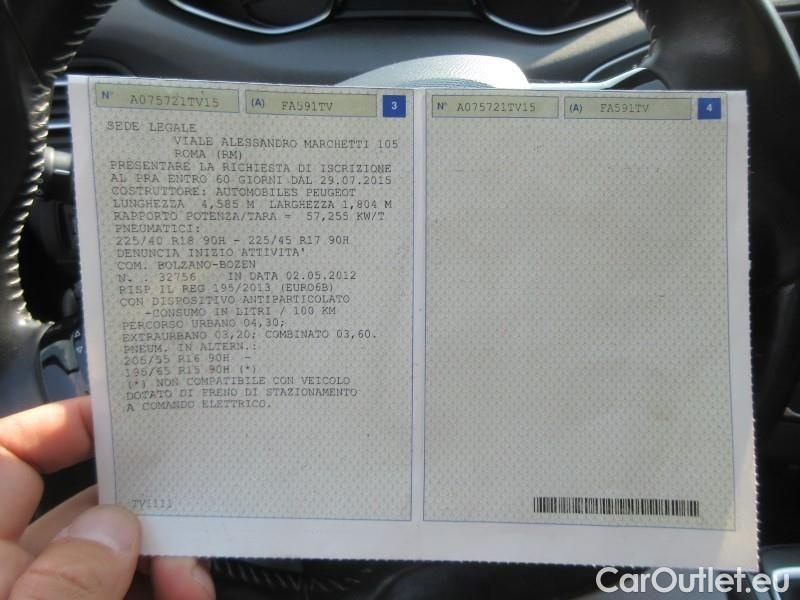 N° A075721TV15 (A) FA591TV 3
SEDE LEGALE
VIALE ALESSANDRO MARCHETTI 105
ROMA (RM)
PRESENTARE LA RICHIESTA DI ISCRIZIONE
AL PRA ENTRO 60 GIORNI DAL 29.07.2015
COSTRUTTORE: AUTOMOBILES PEUGEOT
LUNGHEZZA 4,585 M LARGHEZZA 1,804 M
RAPPORTO POTENZA/TARA = 57,255 KW/T
PNEUMATICI:
225/40 R18 90H - 225/45 R17 90H
DENUNCIA INIZIO ATTIVITA'
COM. BOLZANO-BOZEN
N. : 32756 IN DATA 02.05.2012
RISP IL REG 195/2013 (EURO6B)
CON DISPOSITIVO ANTIPARTICOLATO
-CONSUMO IN LITRI / 100 KM
PERCORSO URBANO 04,30;
EXTRAURBANO 03,20; COMBINATO 03,60.
PNEUM. IN ALTERN.:
205/55 R16 90H -
195/65 R15 90H (*)
(*) NON COMPATIBILE CON VEICOLO
DOTATO DI FRENO DI STAZIONAMENTO
A COMANDO ELETTRICO.
TV1111
N° A075721TV15 (A) FA591TV 4
CarOutlet.eu